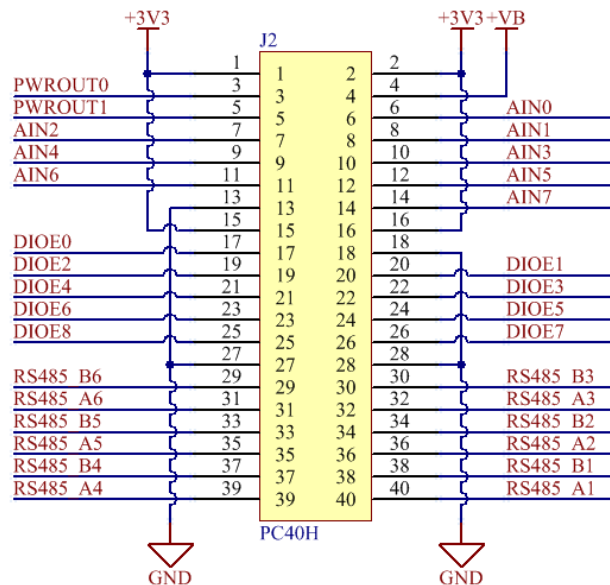 +3V3 +3V3 +VB
J2
1 1 2 2
PWROUT0 3 3 4 4
PWROUT1 5 5 6 6 AIN0
AIN2 7 7 8 8 AIN1
AIN4 9 9 10 10 AIN3
AIN6 11 11 12 12 AIN5
13 13 14 14 AIN7
15 15 16 16
DIOE0 17 17 18 18
DIOE2 19 19 20 20 DIOE1
DIOE4 21 21 22 22 DIOE3
DIOE6 23 23 24 24 DIOE5
DIOE8 25 25 26 26 DIOE7
27 27 28 28
RS485 B6 29 29 30 30 RS485 B3
RS485 A6 31 31 32 32 RS485 A3
RS485 B5 33 33 34 34 RS485 B2
RS485 A5 35 35 36 36 RS485 A2
RS485 B4 37 37 38 38 RS485 B1
RS485 A4 39 39 40 40 RS485 A1
PC40H
GND GND